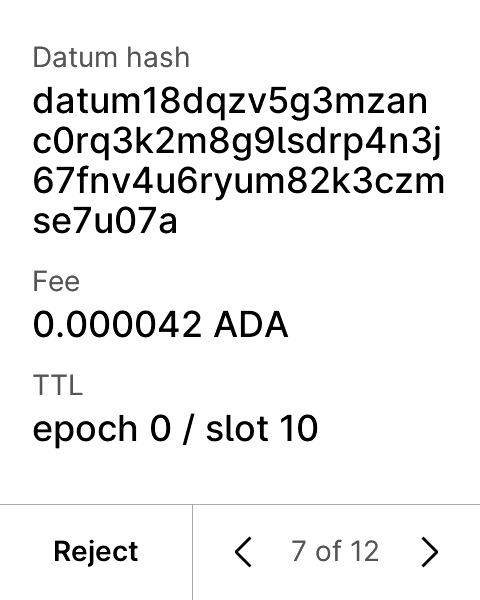 Datum hash
datum18dqzv5g3mzan
c0rq3k2m8g9lsdrp4n3j
67fnv4u6ryum82k3czm
se7u07a
Fee
0.000042 ADA
TTL
epoch 0 / slot 10
Reject
7 of 12